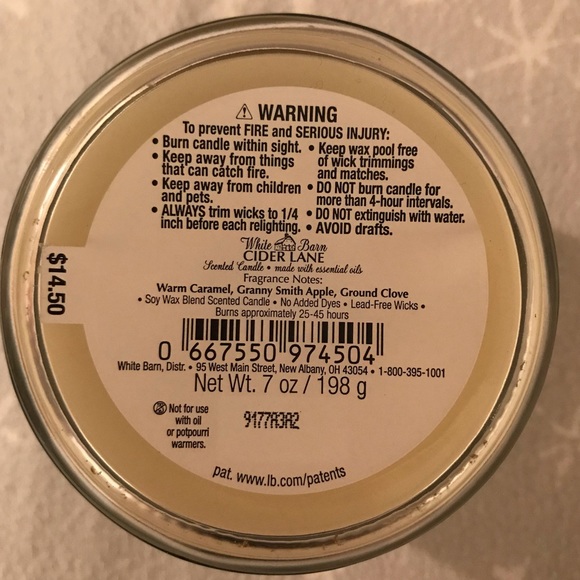 ⚠ WARNING
To prevent FIRE and SERIOUS INJURY:
• Burn candle within sight.
• Keep away from things
that can catch fire.
• Keep away from children
and pets.
• ALWAYS trim wicks to 1/4
inch before each relighting.
• Keep wax pool free
of wick trimmings
and matches.
• DO NOT burn candle for
more than 4-hour intervals.
• DO NOT extinguish with water.
• AVOID drafts.
White Barn
CIDER LANE
Scented Candle • made with essential oils
Fragrance Notes:
Warm Caramel, Granny Smith Apple, Ground Clove
• Soy Wax Blend Scented Candle • No Added Dyes • Lead-Free Wicks •
Burns approximately 25-45 hours
$14.50
0 667550 974504
White Barn, Distr. • 95 West Main Street, New Albany, OH 43054 • 1-800-395-1001
Net Wt. 7 oz / 198 g
Not for use
with oil
or potpourri
warmers.
9177A3A2
pat. www.lb.com/patents